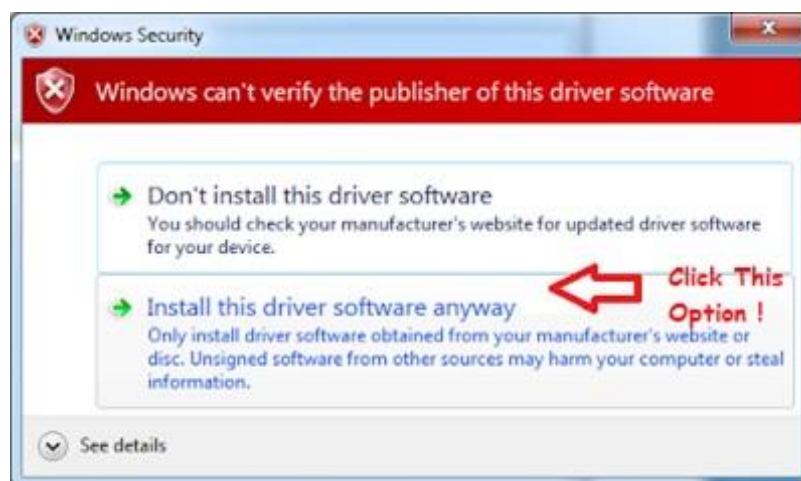 Windows Security
Windows can't verify the publisher of this driver software
Don't install this driver software
You should check your manufacturer's website for updated driver software
for your device.
Click This
Option !
Install this driver software anyway
Only install driver software obtained from your manufacturer's website or
disc. Unsigned software from other sources may harm your computer or steal
information.
See details